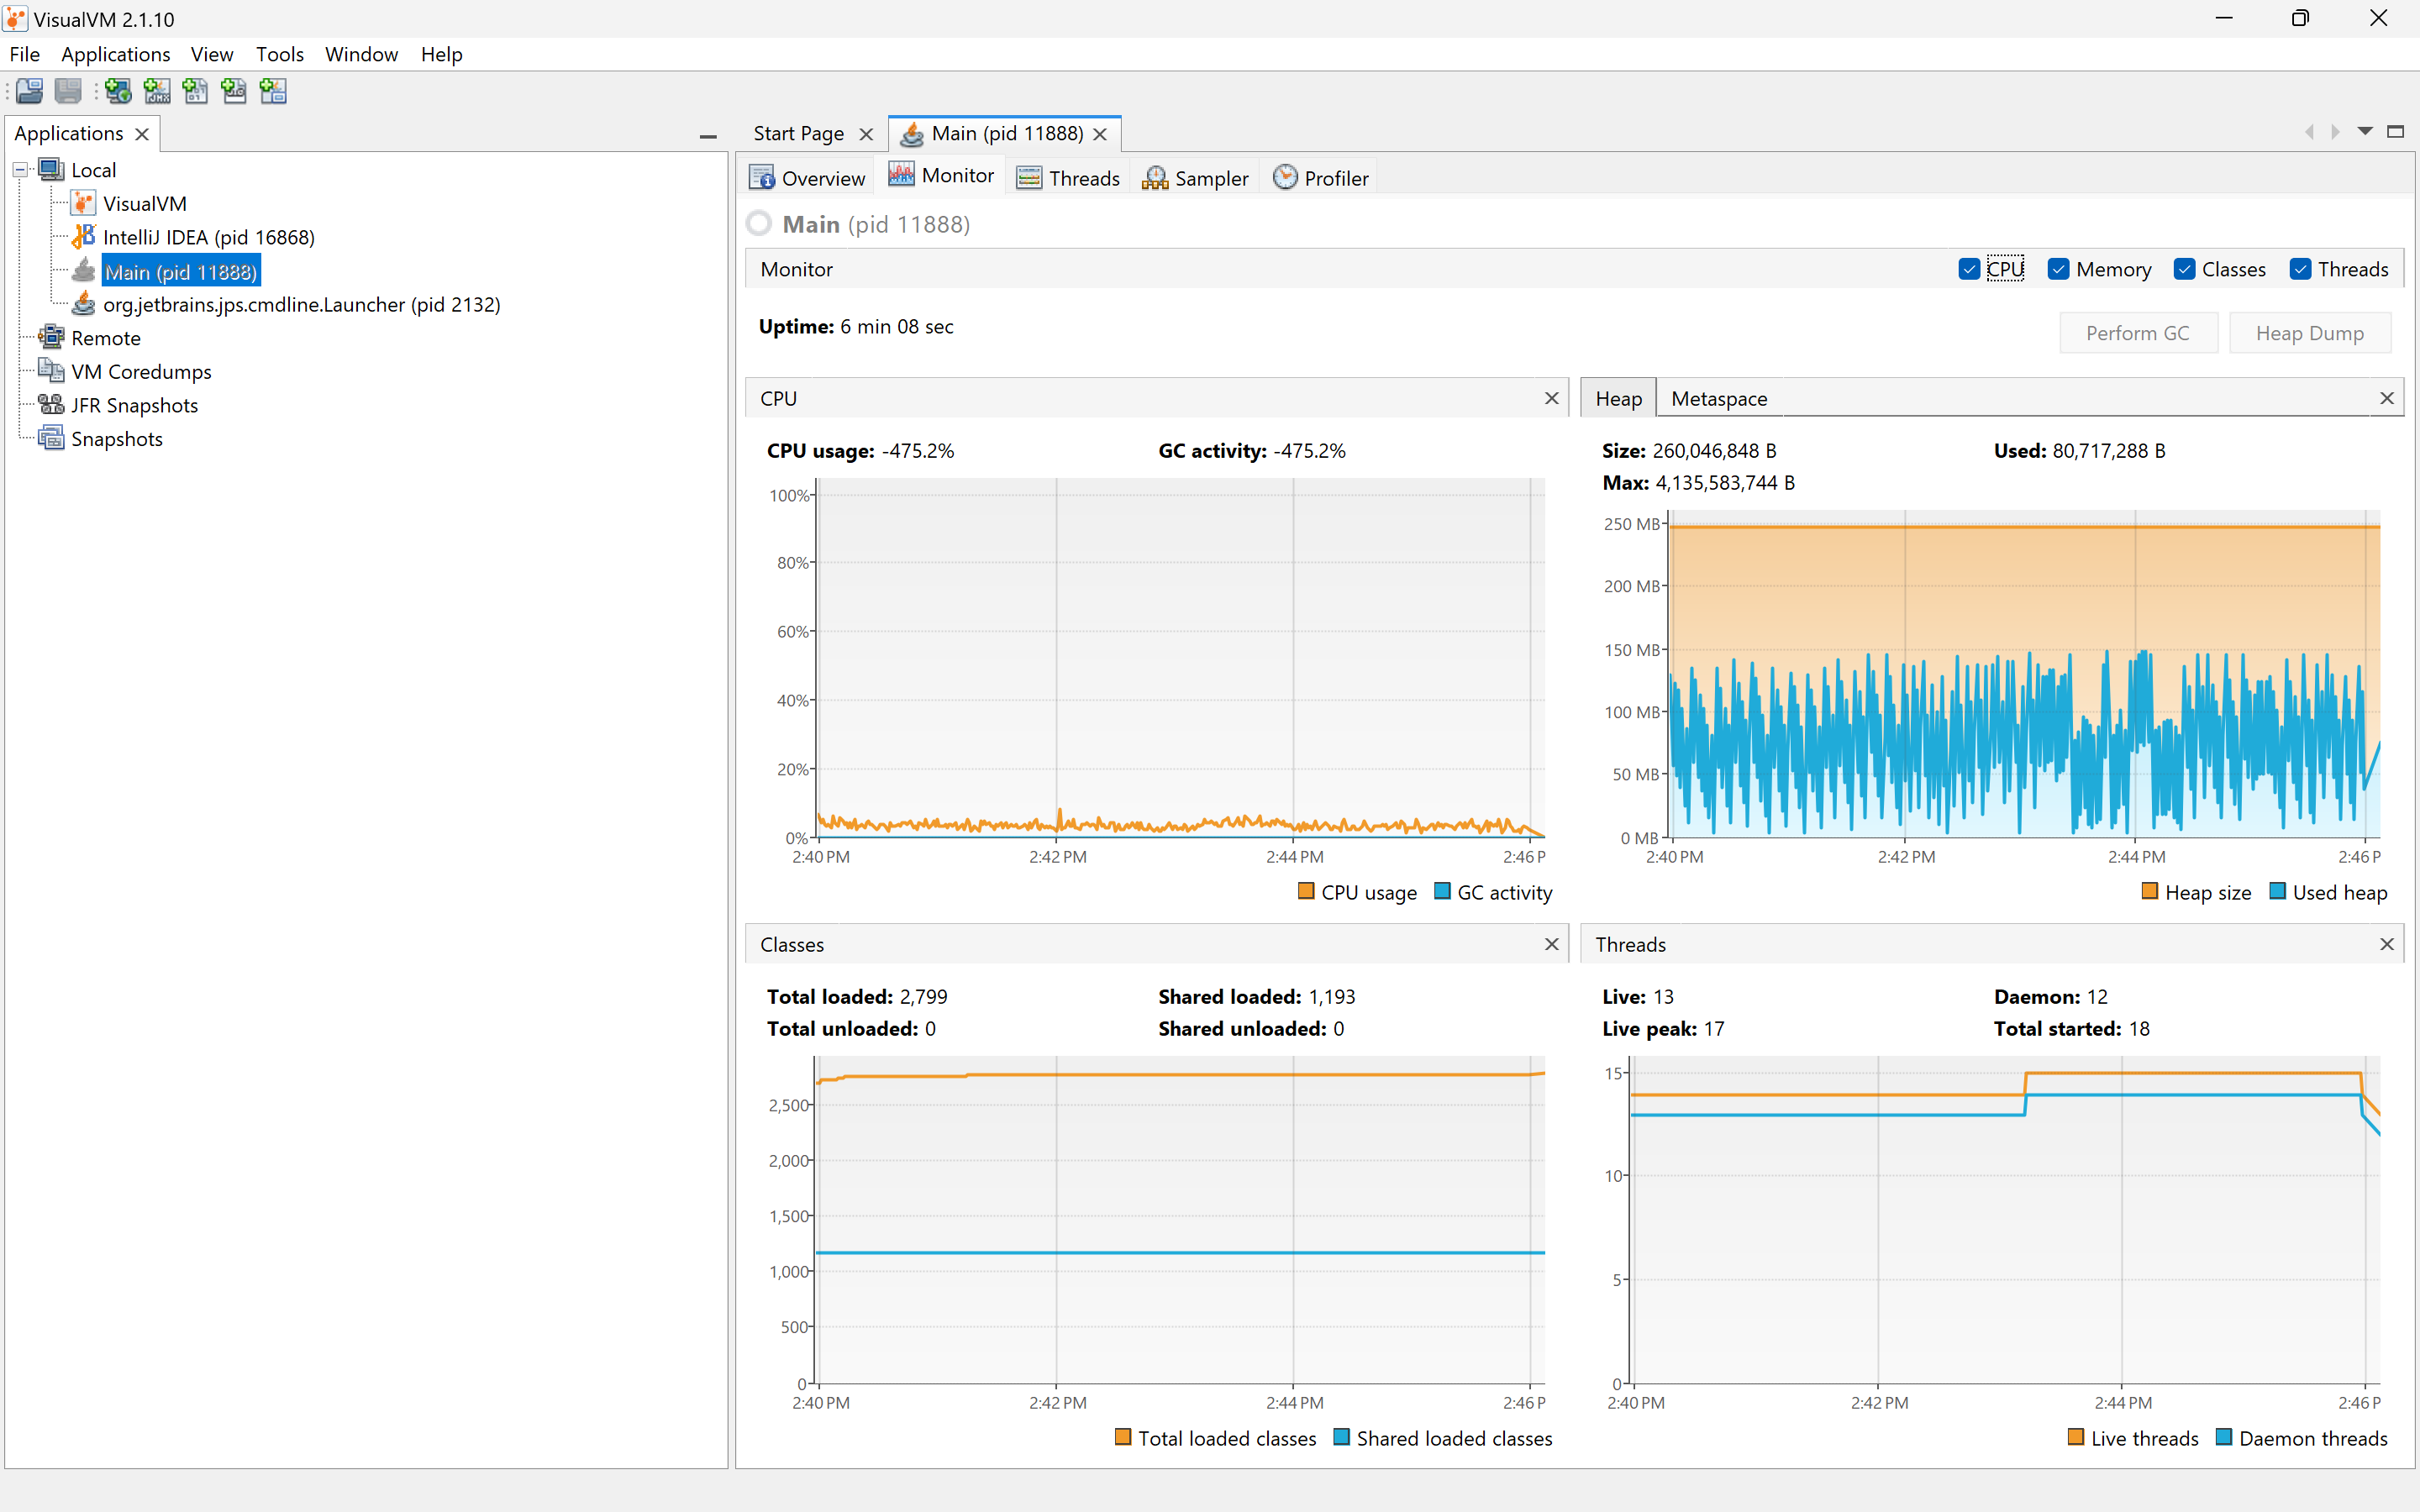 VisualVM 2.1.10
File Applications View Tools Window Help
Applications
Start Page Main (pid 11888)
Local
VisualVM
IntelliJ IDEA (pid 16868)
Main (pid 11888)
org.jetbrains.jps.cmdline.Launcher (pid 2132)
Remote
VM Coredumps
JFR Snapshots
Snapshots
Overview Monitor Threads Sampler Profiler
Main (pid 11888)
Monitor CPU Memory Classes Threads
Uptime: 6 min 08 sec Perform GC Heap Dump
CPU
CPU usage: -475.2% GC activity: -475.2%
100%
80%
60%
40%
20%
0%
2:40 PM 2:42 PM 2:44 PM 2:46 P
CPU usage GC activity
Heap Metaspace
Size: 260,046,848 B Used: 80,717,288 B
Max: 4,135,583,744 B
250 MB
200 MB
150 MB
100 MB
50 MB
0 MB
2:40 PM 2:42 PM 2:44 PM 2:46 P
Heap size Used heap
Classes
Total loaded: 2,799 Shared loaded: 1,193
Total unloaded: 0 Shared unloaded: 0
2,500
2,000
1,500
1,000
500
0
2:40 PM 2:42 PM 2:44 PM 2:46 P
Total loaded classes Shared loaded classes
Threads
Live: 13 Daemon: 12
Live peak: 17 Total started: 18
15
10
5
0
2:40 PM 2:42 PM 2:44 PM 2:46 P
Live threads Daemon threads